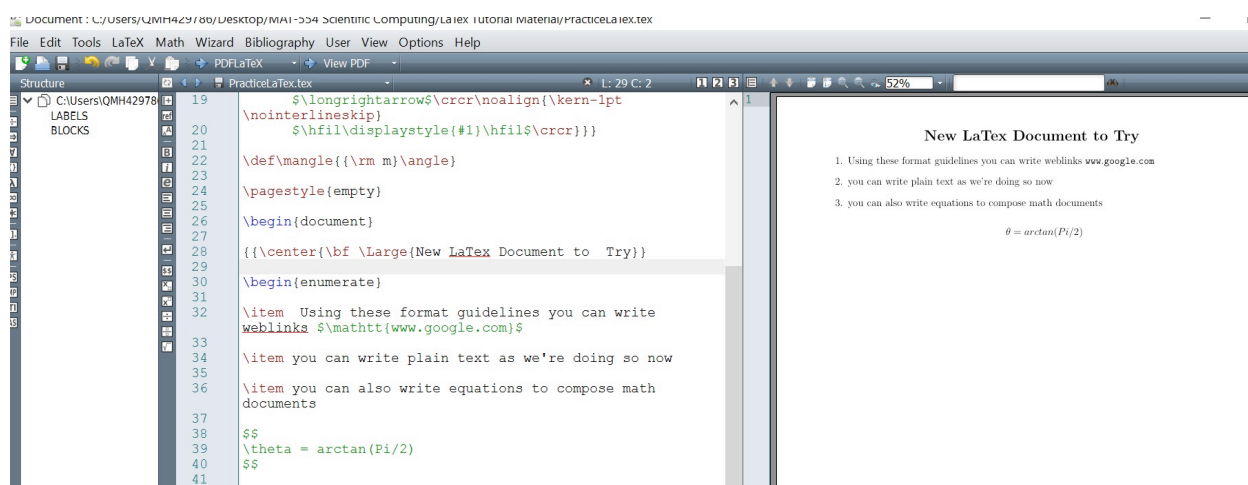 Document : C:/Users/QMH429786/Desktop/MAT-554 Scientific Computing/LaTex Tutorial Material/PracticeLaTex.tex
File Edit Tools LaTeX Math Wizard Bibliography User View Options Help
PDFLaTeX View PDF
Structure PracticeLaTex.tex L: 29 C: 2 1 2 3 52%
C:\Users\QMH42978
LABELS
BLOCKS
19 $\longrightarrow$\crcr\noalign{\kern-1pt
\nointerlineskip}
20 $\hfil\displaystyle{#1}\hfil$\crcr}}}
21
22 \def\mangle{{\rm m}\angle}
23
24 \pagestyle{empty}
25
26 \begin{document}
27
28 {{\center{\bf \Large{New LaTex Document to  Try}}
29
30 \begin{enumerate}
31
32 \item  Using these format guidelines you can write
weblinks $\mathtt{www.google.com}$
33
34 \item you can write plain text as we're doing so now
35
36 \item you can also write equations to compose math
documents
37
38 $$
39 \theta = arctan(Pi/2)
40 $$
41
1
New LaTex Document to Try
1. Using these format guidelines you can write weblinks www.google.com
2. you can write plain text as we're doing so now
3. you can also write equations to compose math documents
θ = arctan(Pi/2)